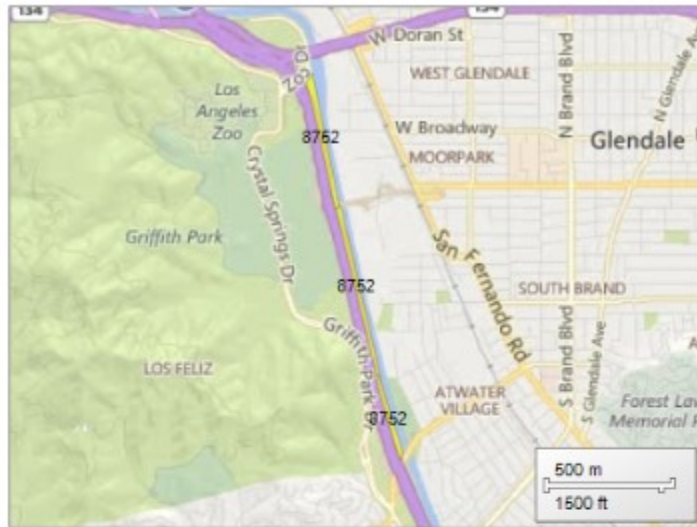 134
134
W Doran St
Zoo Dr
WEST GLENDALE
N Brand Blvd
N Glendale Ave
Los
Angeles
Zoo
8752
W Broadway
MOORPARK
Glendale
Crystal Springs Dr
Griffith Park
San Fernando Rd
8752
SOUTH BRAND
Griffith Park Dr
S Brand Blvd
S Glendale Ave
LOS FELIZ
ATWATER
VILLAGE
8752
Forest Law
Memorial P
500 m
1500 ft